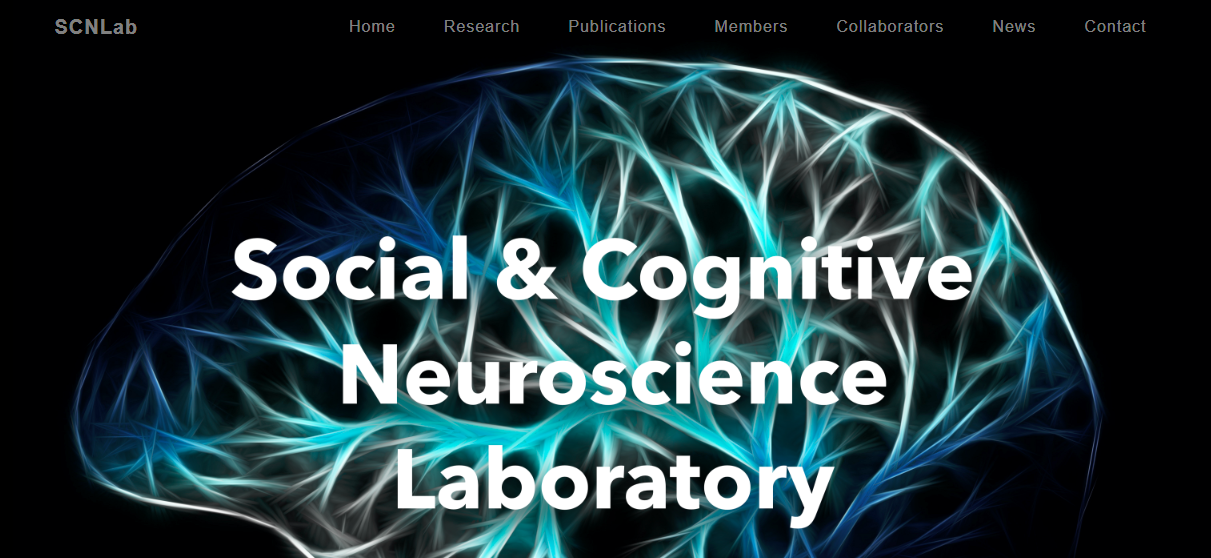 SCNLab Home Research Publications Members Collaborators News Contact
Social & Cognitive
Neuroscience
Laboratory